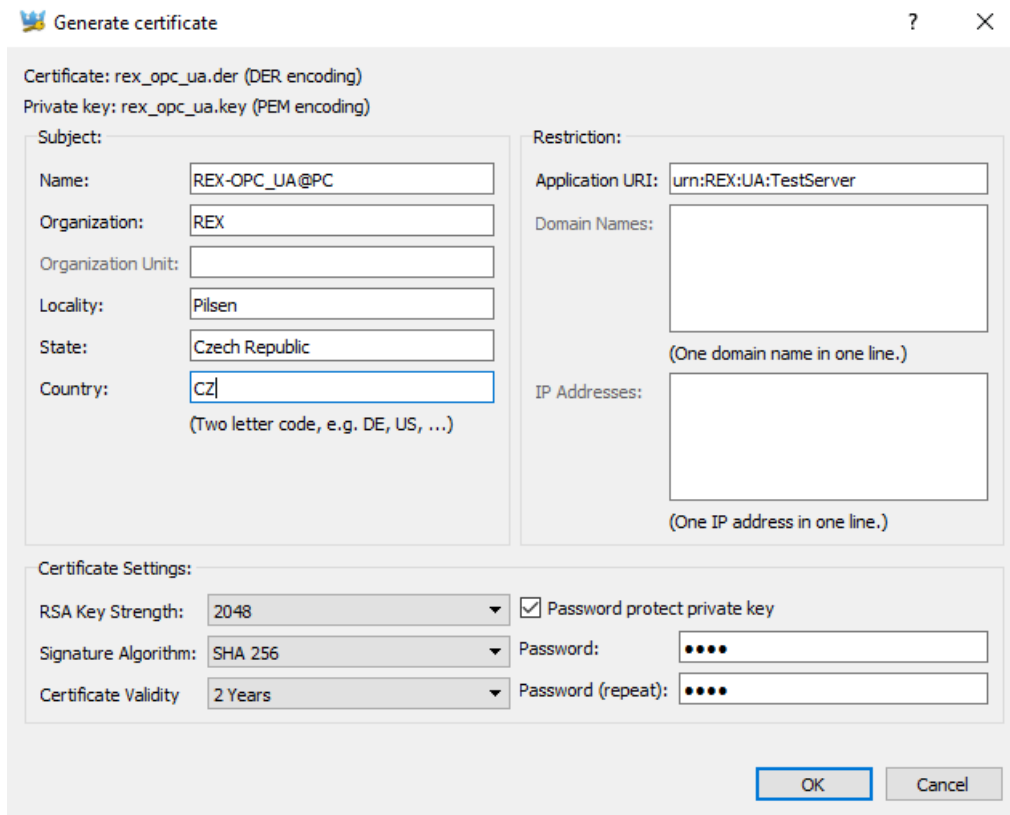 Generate certificate
Certificate: rex_opc_ua.der (DER encoding)
Private key: rex_opc_ua.key (PEM encoding)
Subject:
Name: REX-OPC_UA@PC
Organization: REX
Organization Unit:
Locality: Pilsen
State: Czech Republic
Country: CZ
(Two letter code, e.g. DE, US, ...)
Restriction:
Application URI: urn:REX:UA:TestServer
Domain Names:
(One domain name in one line.)
IP Addresses:
(One IP address in one line.)
Certificate Settings:
RSA Key Strength: 2048
Signature Algorithm: SHA 256
Certificate Validity 2 Years
Password protect private key
Password: ●●●●
Password (repeat): ●●●●
OK Cancel